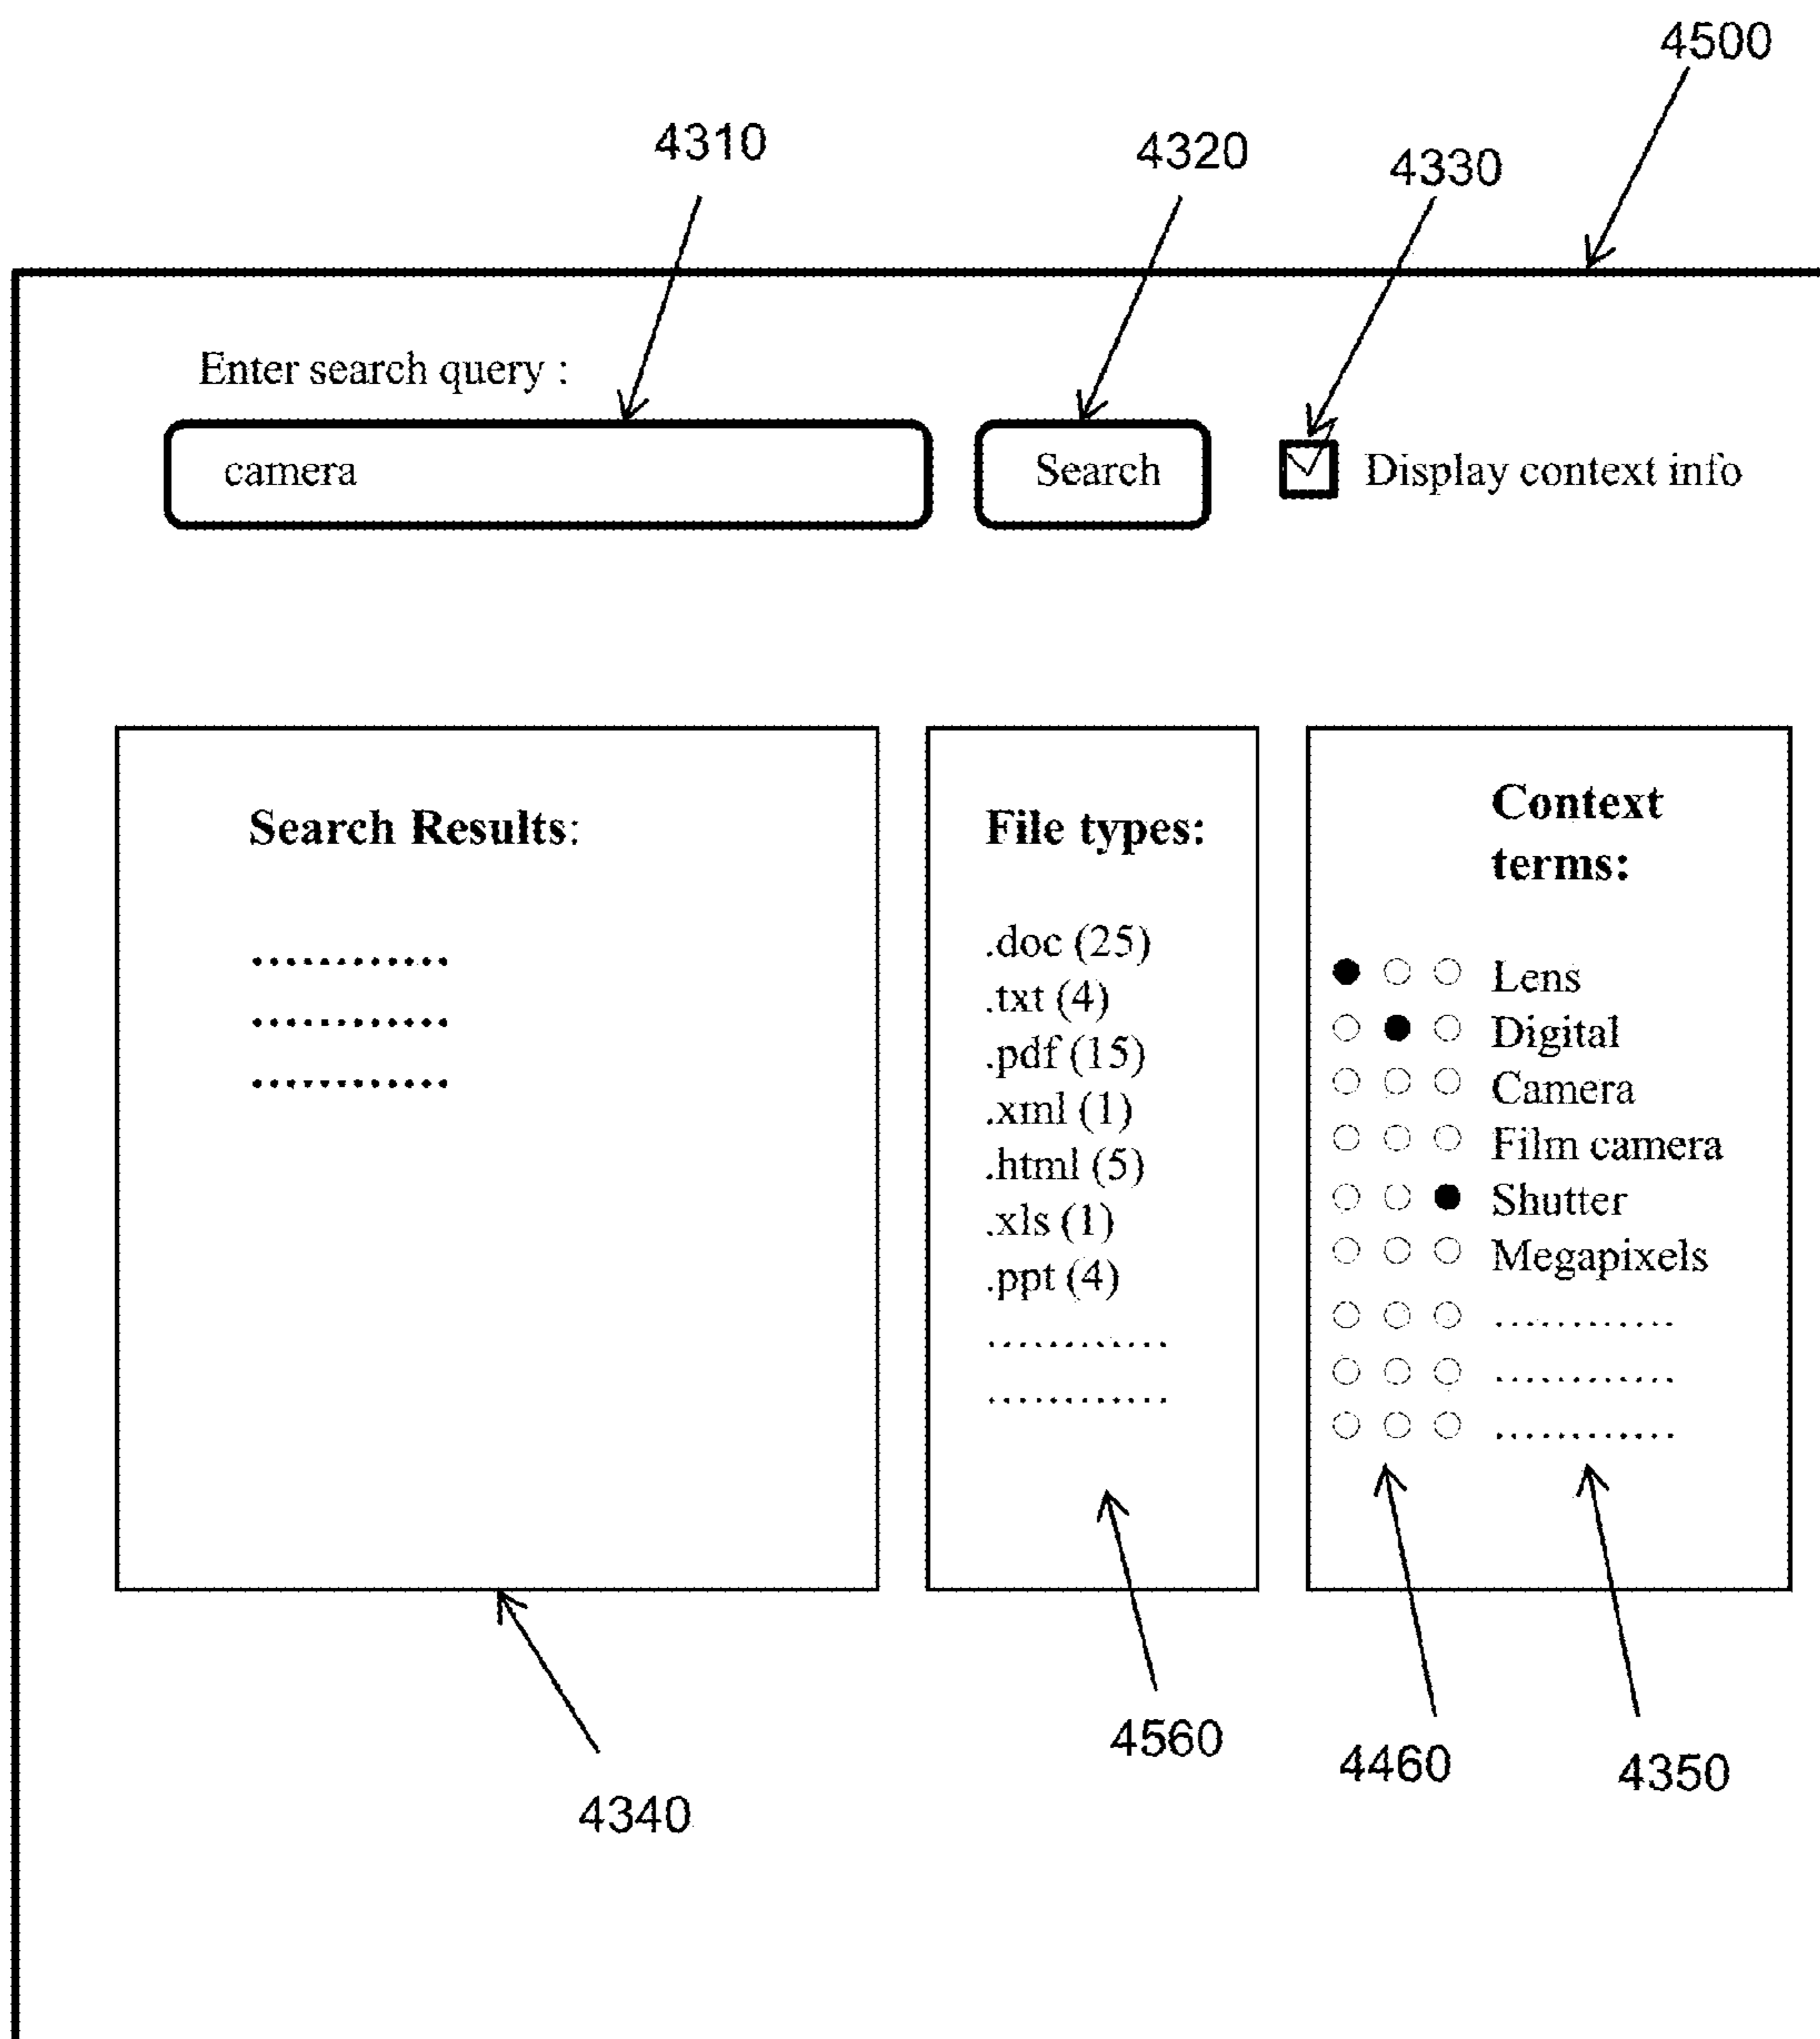 4500
4310
4320
4330
Enter search query :
camera
Search
Display context info
Search Results:
............
............
............
File types:
.doc (25)
.txt (4)
.pdf (15)
.xml (1)
.html (5)
.xls (1)
.ppt (4)
............
............
Context
terms:
Lens
Digital
Camera
Film camera
Shutter
Megapixels
............
............
............
4560
4460
4350
4340